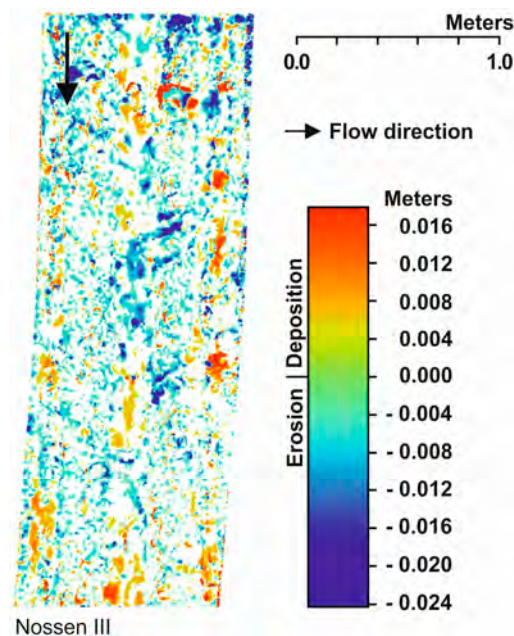 Meters
0.0 1.0
Flow direction
Meters
0.016
0.012
0.008
0.004
0.000
- 0.004
- 0.008
- 0.012
- 0.016
- 0.020
- 0.024
Erosion | Deposition
Nossen III